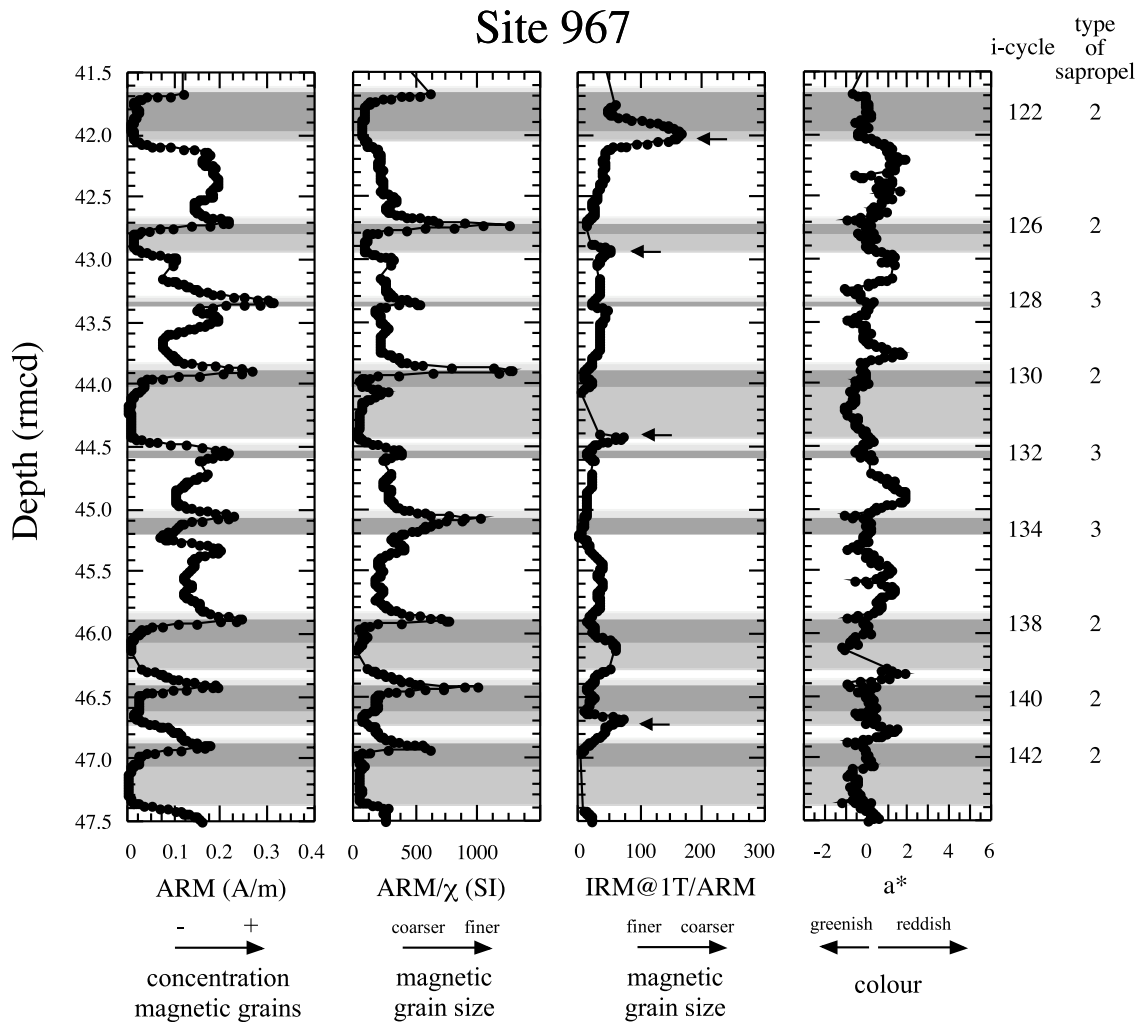 Site 967
i-cycle
type
of
sapropel
Depth (rmcd)
41.5
42.0
42.5
43.0
43.5
44.0
44.5
45.0
45.5
46.0
46.5
47.0
47.5
122 2
126 2
128 3
130 2
132 3
134 3
138 2
140 2
142 2
0 0.1 0.2 0.3 0.4
0 500 1000
0 100 200 300
-2 0 2 4 6
ARM (A/m)
ARM/χ (SI)
IRM@1T/ARM
a*
- +
coarser finer
finer coarser
greenish reddish
concentration
magnetic grains
magnetic
grain size
magnetic
grain size
colour